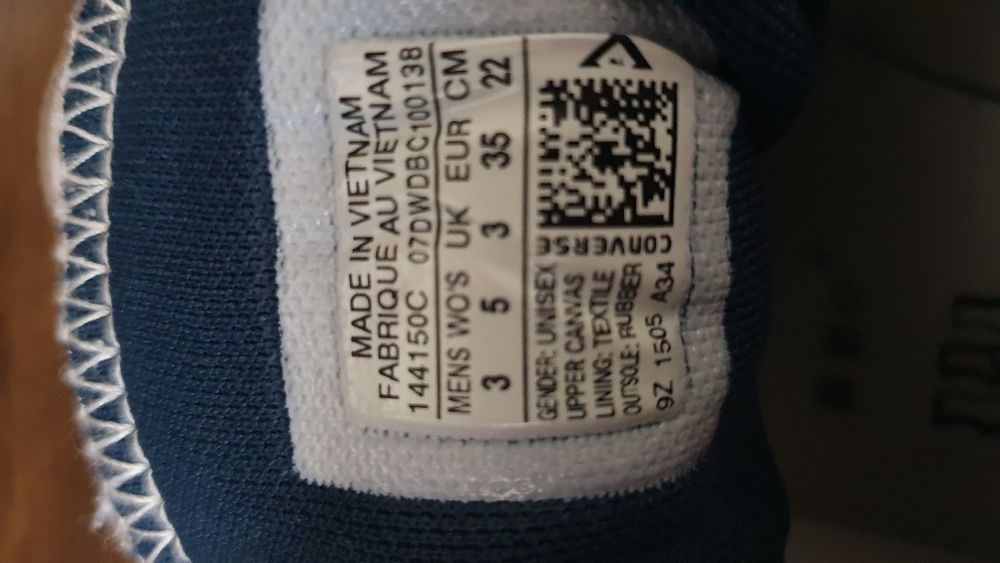 MADE IN VIETNAM
FABRIQUE AU VIETNAM
144150C 07DWDBC100138
MENS WO'S UK EUR CM
3 5 3 35 22
CONVERSE
GENDER: UNISEX
UPPER CANVAS
LINING: TEXTILE
OUTSOLE: RUBBER
9Z 1505 A34